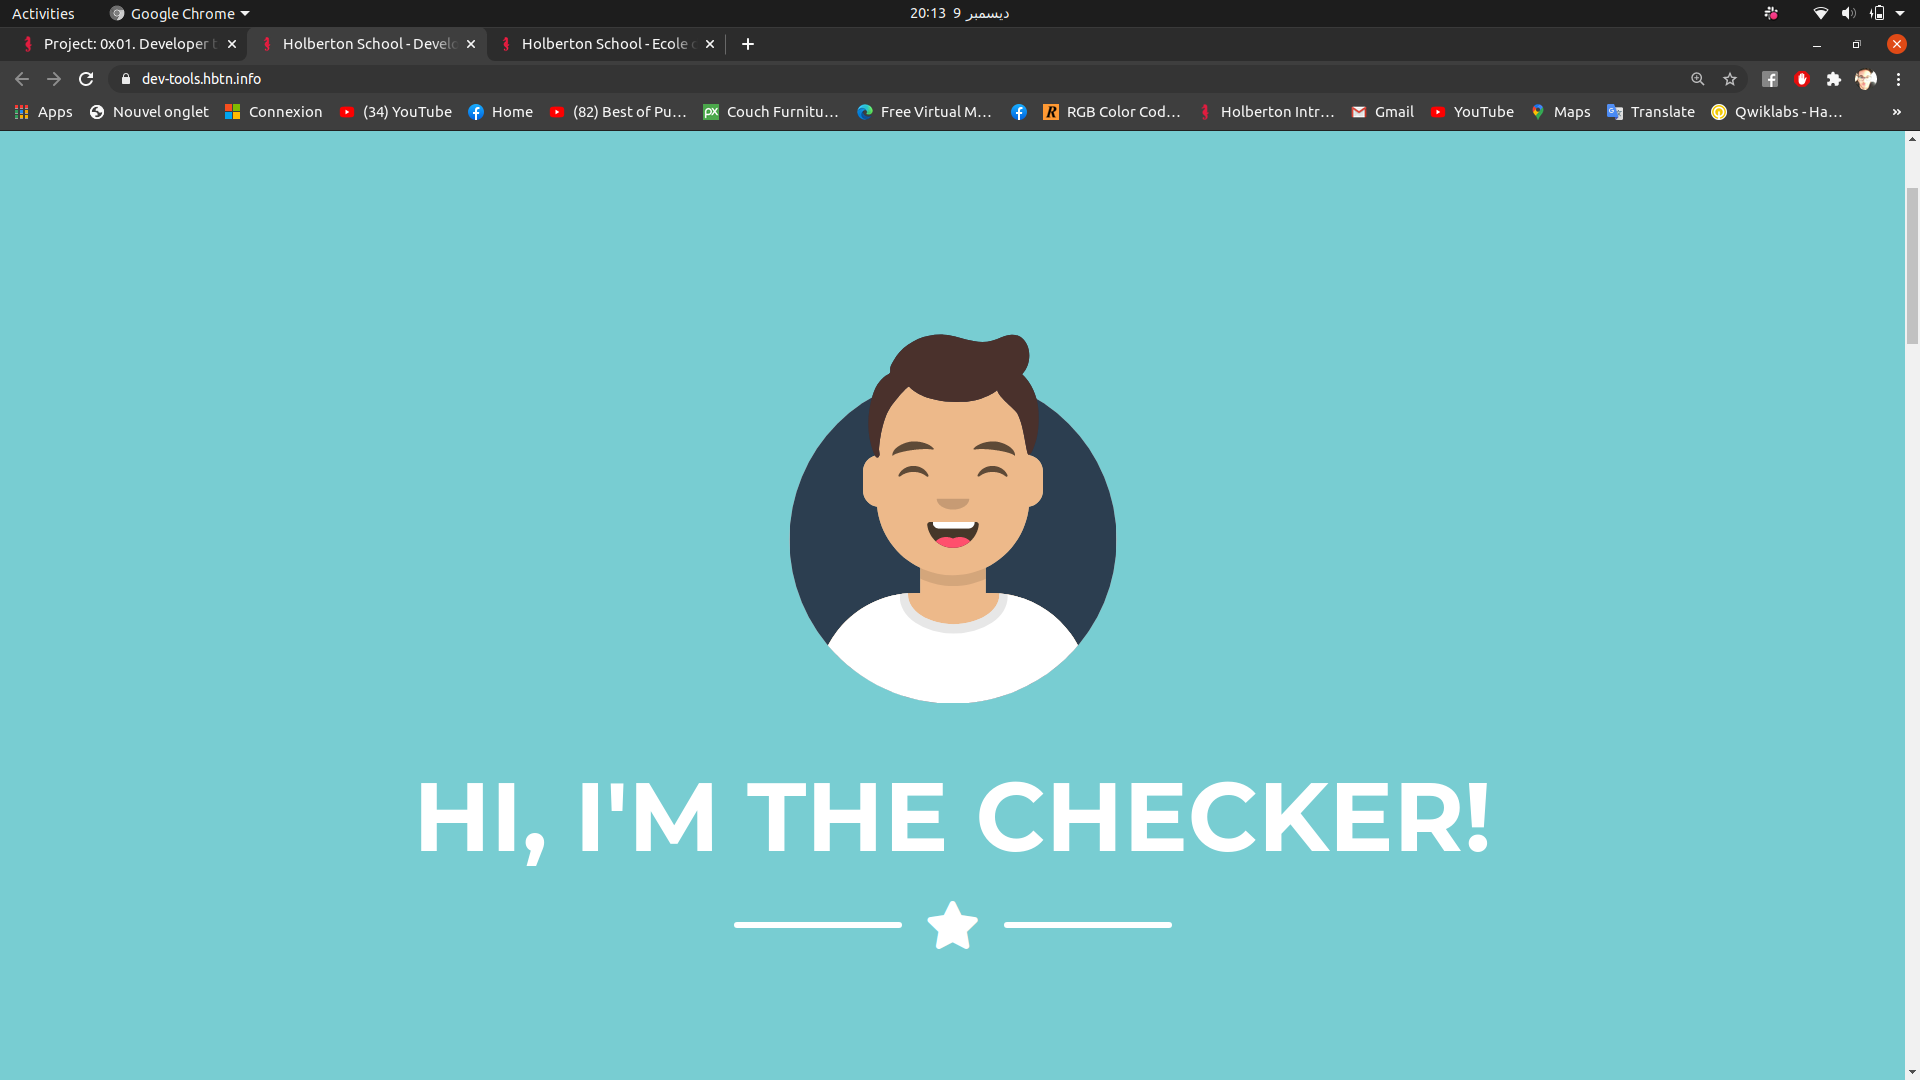 Activities
Google Chrome
20:13 9 ديسمبر
Project: 0x01. Developer t
Holberton School - Develo
Holberton School - Ecole
dev-tools.hbtn.info
Apps
Nouvel onglet
Connexion
(34) YouTube
Home
(82) Best of Pu...
Couch Furnitu...
Free Virtual M...
RGB Color Cod...
Holberton Intr...
Gmail
YouTube
Maps
Translate
Qwiklabs - Ha...
HI, I'M THE CHECKER!